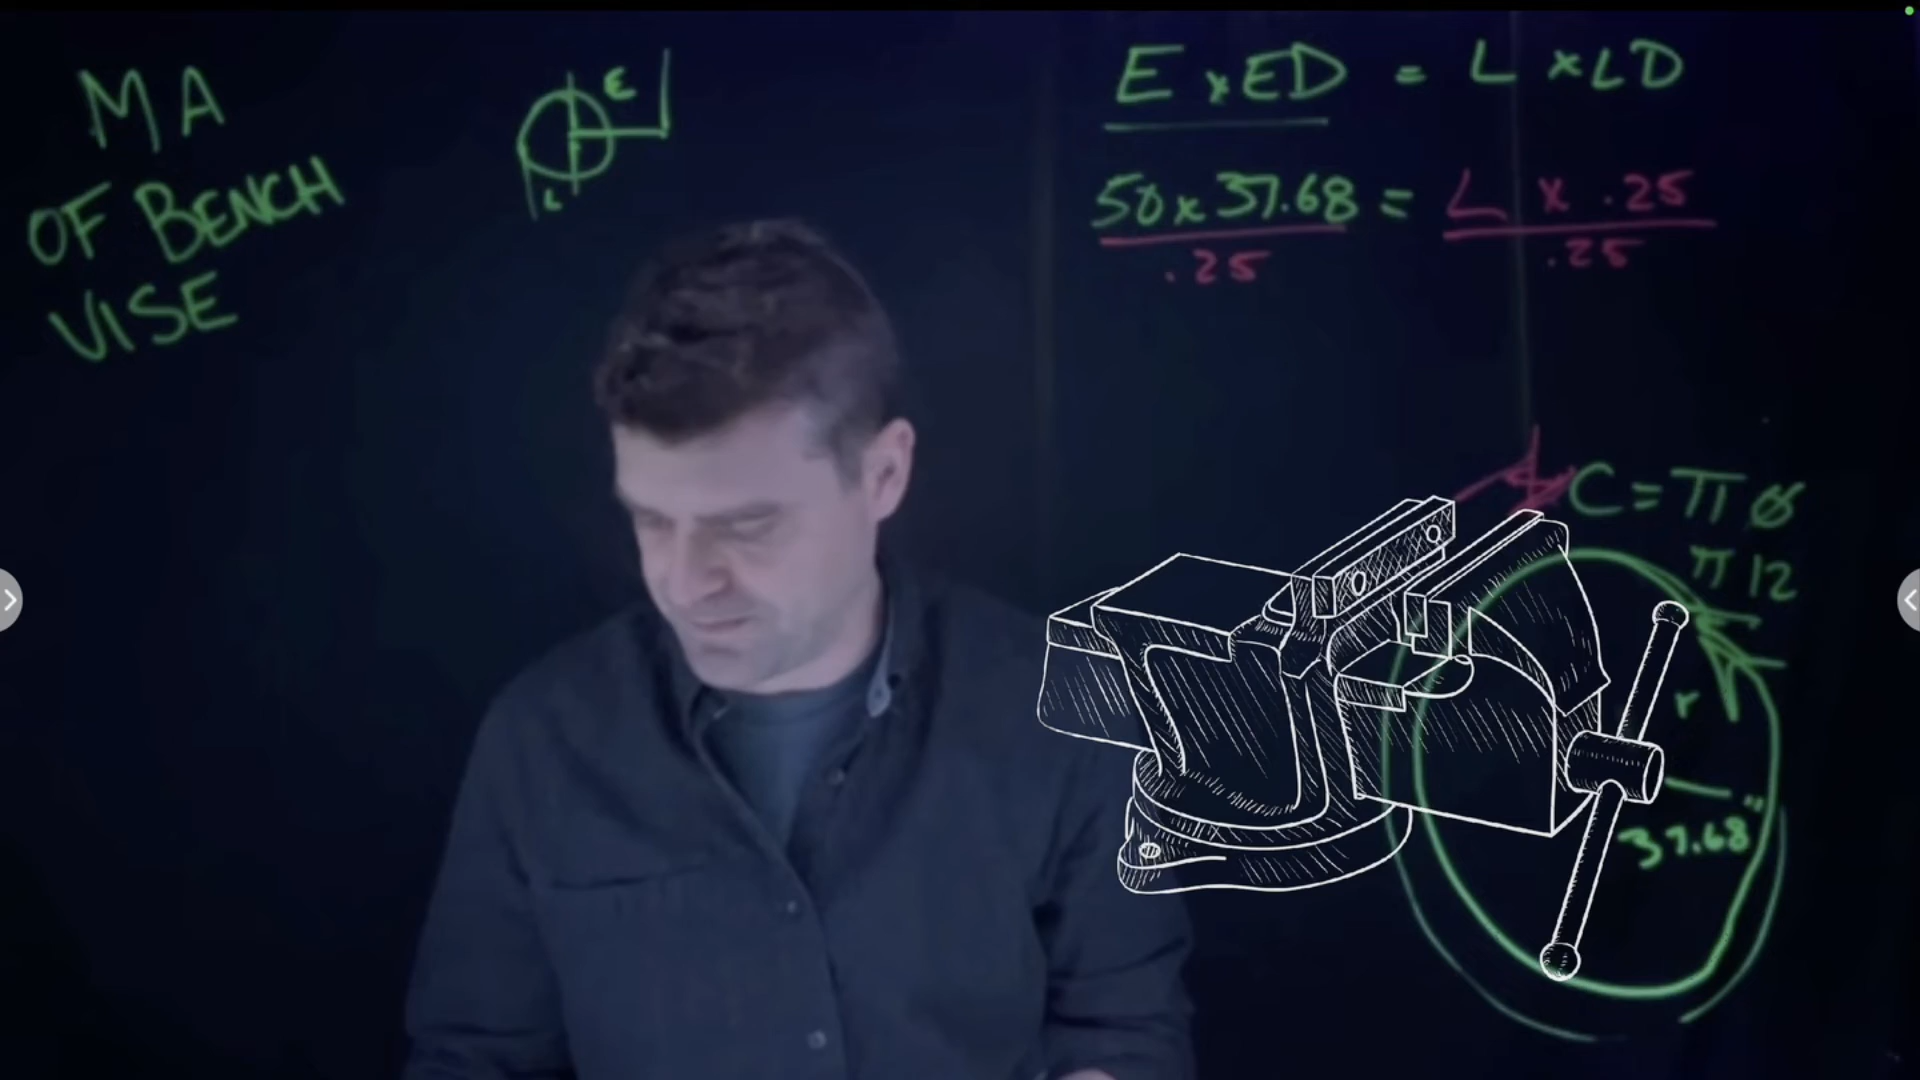 MA
OF BENCH
VISE
E
L
E x ED = L x LD
50 x 37.68 = L x .25
.25 .25
C = π ø
π 12
r
37.68"